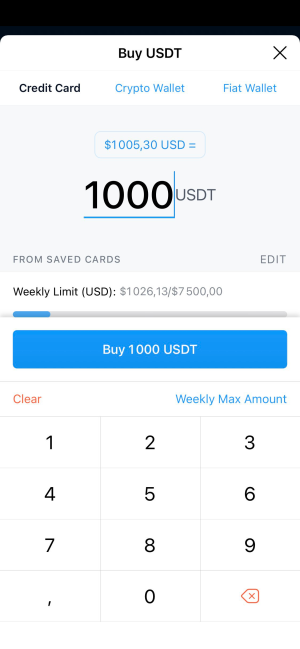 Buy USDT
Credit Card Crypto Wallet Fiat Wallet
$1005,30 USD =
1000 USDT
FROM SAVED CARDS EDIT
Weekly Limit (USD): $1026,13/$7500,00
Buy 1000 USDT
Clear Weekly Max Amount
1 2 3
4 5 6
7 8 9
, 0